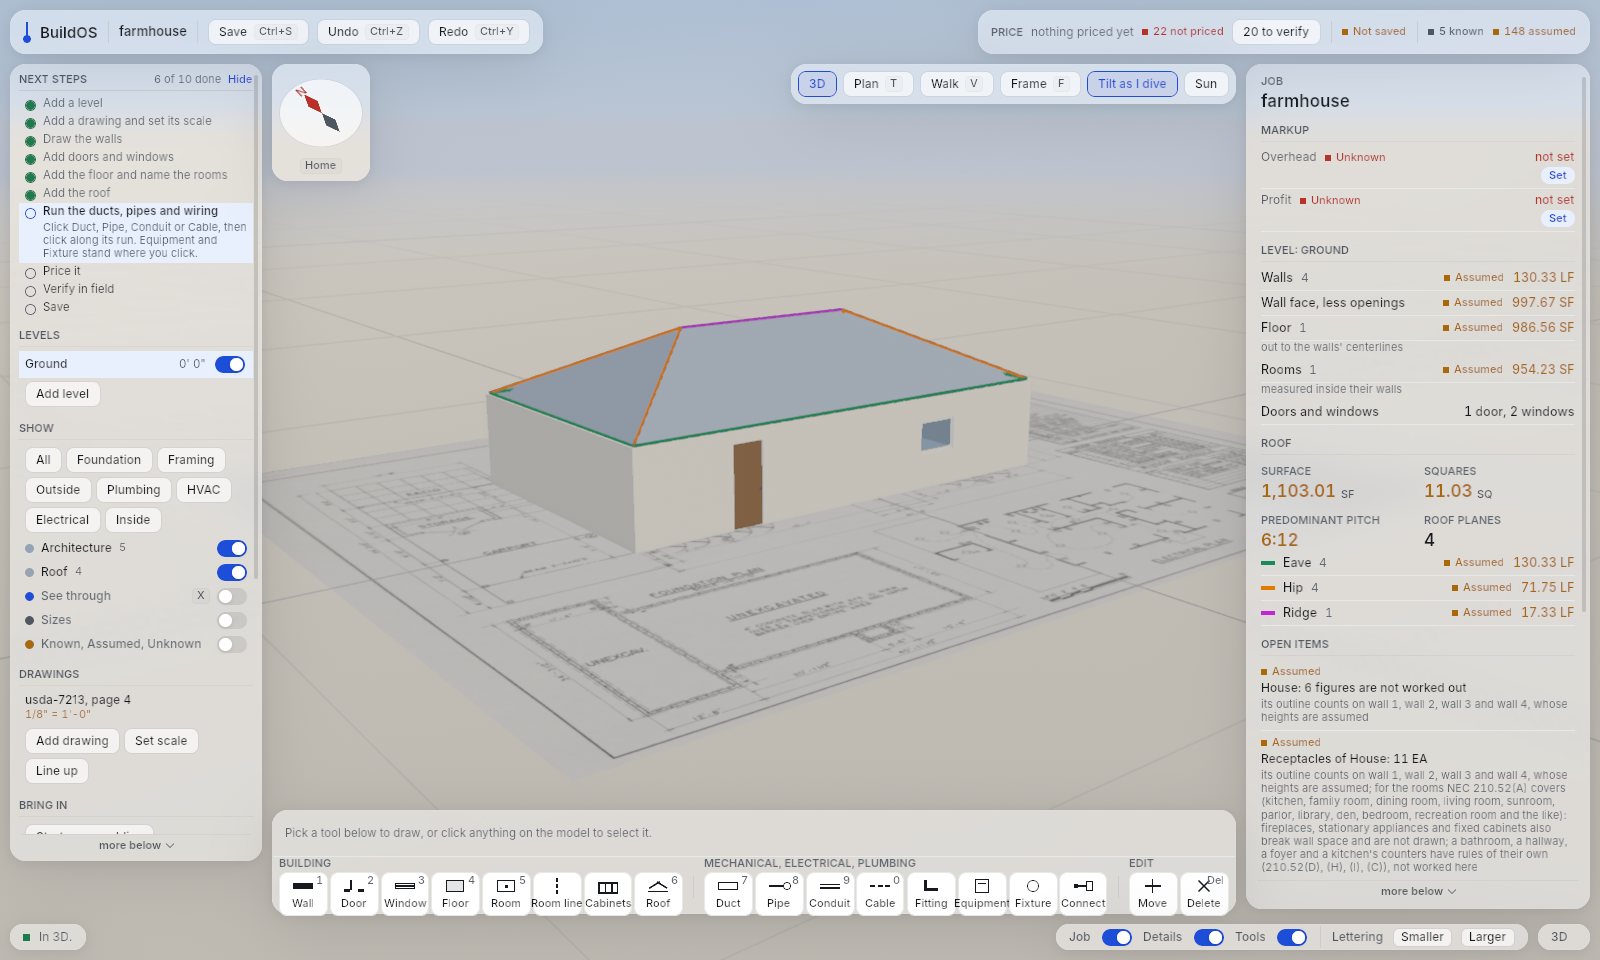 BuildOS
farmhouse
Save Ctrl+S
Undo Ctrl+Z
Redo Ctrl+Y
PRICE nothing priced yet 22 not priced
20 to verify
Not saved
5 known 148 assumed
NEXT STEPS 6 of 10 done Hide
Add a level
Add a drawing and set its scale
Draw the walls
Add doors and windows
Add the floor and name the rooms
Add the roof
Run the ducts, pipes and wiring
Click Duct, Pipe, Conduit or Cable, then
click along its run. Equipment and
Fixture stand where you click.
Price it
Verify in field
Save
LEVELS
Ground 0' 0"
Add level
SHOW
All Foundation Framing
Outside Plumbing HVAC
Electrical Inside
Architecture 5
Roof 4
See through X
Sizes
Known, Assumed, Unknown
DRAWINGS
usda-7213, page 4
1/8" = 1'-0"
Add drawing Set scale
Line up
BRING IN
more below
N
Home
3D
Plan T
Walk V
Frame F
Tilt as I dive
Sun
FOUNDATION PLAN
UNEXCAVATED
UNEXCAV.
JOB
farmhouse
MARKUP
Overhead Unknown not set
Set
Profit Unknown not set
Set
LEVEL: GROUND
Walls 4 Assumed 130.33 LF
Wall face, less openings Assumed 997.67 SF
Floor 1 Assumed 986.56 SF
out to the walls' centerlines
Rooms 1 Assumed 954.23 SF
measured inside their walls
Doors and windows 1 door, 2 windows
ROOF
SURFACE SQUARES
1,103.01 SF 11.03 SQ
PREDOMINANT PITCH ROOF PLANES
6:12 4
Eave 4 Assumed 130.33 LF
Hip 4 Assumed 71.75 LF
Ridge 1 Assumed 17.33 LF
OPEN ITEMS
Assumed
House: 6 figures are not worked out
its outline counts on wall 1, wall 2, wall 3 and wall 4, whose
heights are assumed
Assumed
Receptacles of House: 11 EA
its outline counts on wall 1, wall 2, wall 3 and wall 4, whose
heights are assumed; for the rooms NEC 210.52(A) covers
(kitchen, family room, dining room, living room, sunroom,
parlor, library, den, bedroom, recreation room and the like):
fireplaces, stationary appliances and fixed cabinets also
break wall space and are not drawn; a bathroom, a hallway,
a foyer and a kitchen's counters have rules of their own
(210.52(D), (H), (I), (C)), not worked here
more below
Pick a tool below to draw, or click anything on the model to select it.
BUILDING
Wall 1
Door 2
Window 3
Floor 4
Room 5
Room line
Cabinets
Roof 6
MECHANICAL, ELECTRICAL, PLUMBING
Duct 7
Pipe 8
Conduit 9
Cable 0
Fitting
Equipment
Fixture
Connect
EDIT
Move
Delete Del
In 3D.
Job
Details
Tools
Lettering Smaller Larger
3D